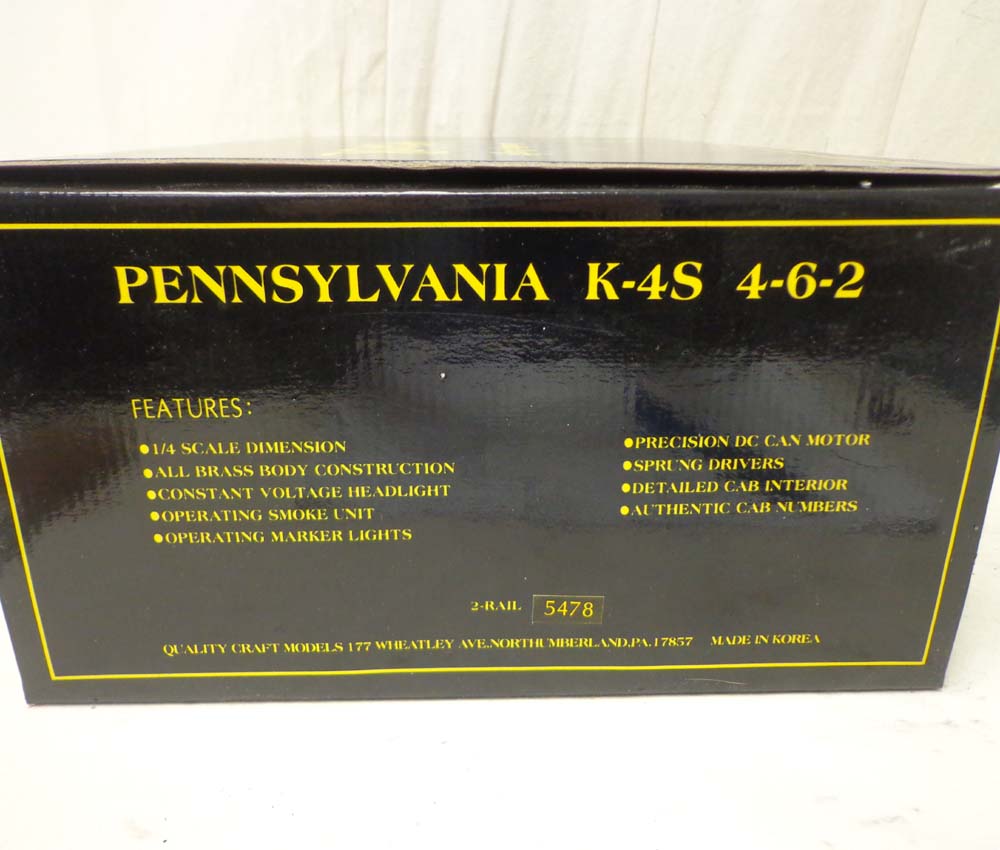 PENNSYLVANIA K-4S 4-6-2
FEATURES:
●1/4 SCALE DIMENSION
●ALL BRASS BODY CONSTRUCTION
●CONSTANT VOLTAGE HEADLIGHT
●OPERATING SMOKE UNIT
●OPERATING MARKER LIGHTS
●PRECISION DC CAN MOTOR
●SPRUNG DRIVERS
●DETAILED CAB INTERIOR
●AUTHENTIC CAB NUMBERS
2-RAIL 5478
QUALITY CRAFT MODELS 177 WHEATLEY AVE.NORTHUMBERLAND,PA.17857 MADE IN KOREA